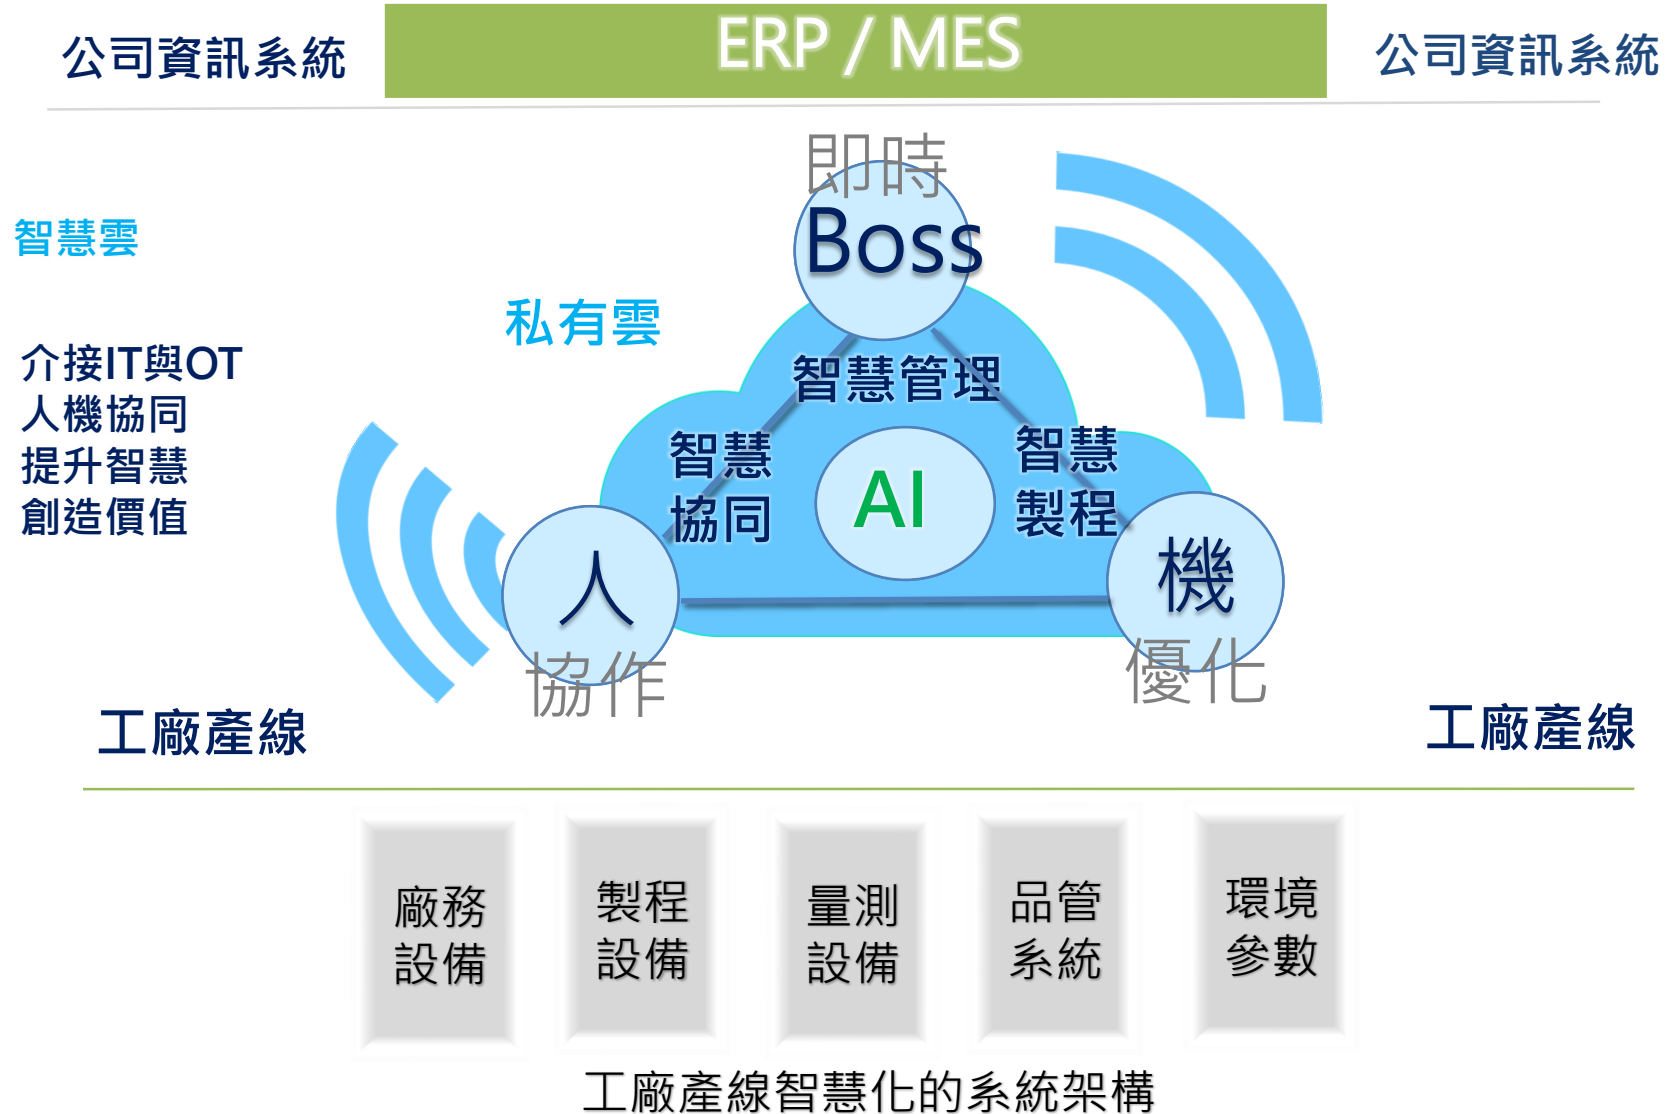 公司資訊系統
ERP / MES
公司資訊系統
即時
Boss
智慧雲
私有雲
介接IT與OT
人機協同
提升智慧
創造價值
智慧管理
智慧
協同
AI
智慧
製程
人
協作
機
優化
工廠產線
工廠產線
廠務
設備
製程
設備
量測
設備
品管
系統
環境
參數
工廠產線智慧化的系統架構